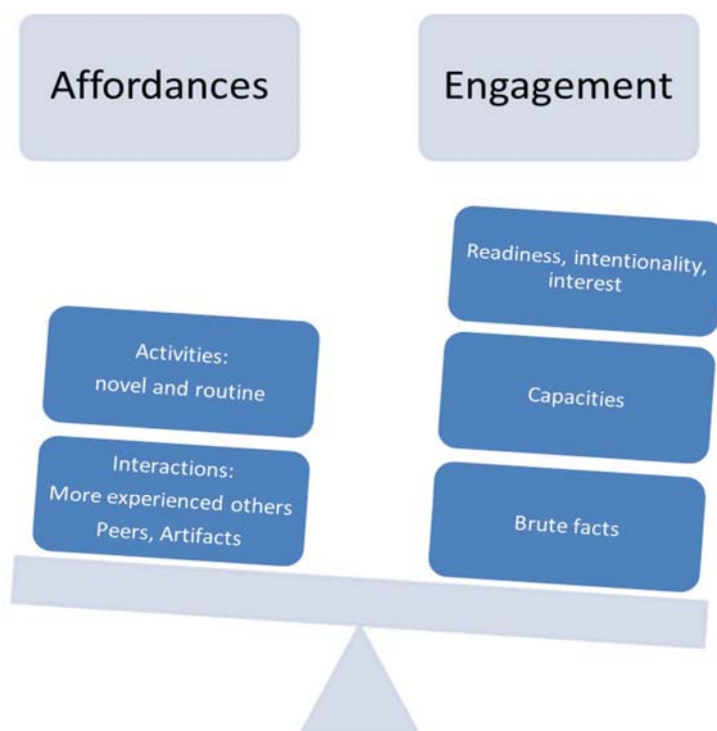 Affordances
Engagement
Readiness, intentionality,
interest
Activities:
novel and routine
Capacities
Interactions:
More experienced others
Peers, Artifacts
Brute facts